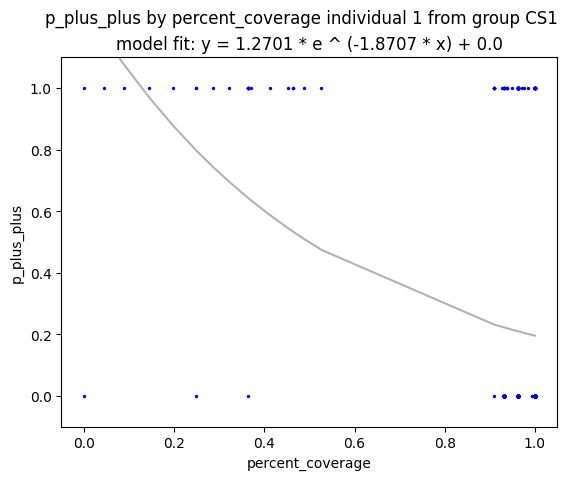 p_plus_plus by percent_coverage individual 1 from group CS1
model fit: y = 1.2701 * e ^ (-1.8707 * x) + 0.0
1.0
0.8
0.6
0.4
0.2
0.0
p_plus_plus
0.0 0.2 0.4 0.6 0.8 1.0
percent_coverage